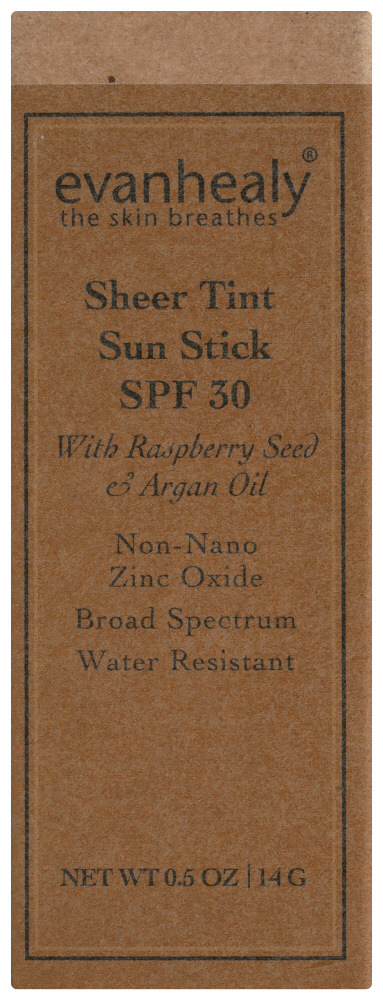 evanhealy®
the skin breathes
Sheer Tint
Sun Stick
SPF 30
With Raspberry Seed
& Argan Oil
Non-Nano
Zinc Oxide
Broad Spectrum
Water Resistant
NET WT 0.5 OZ | 14 G